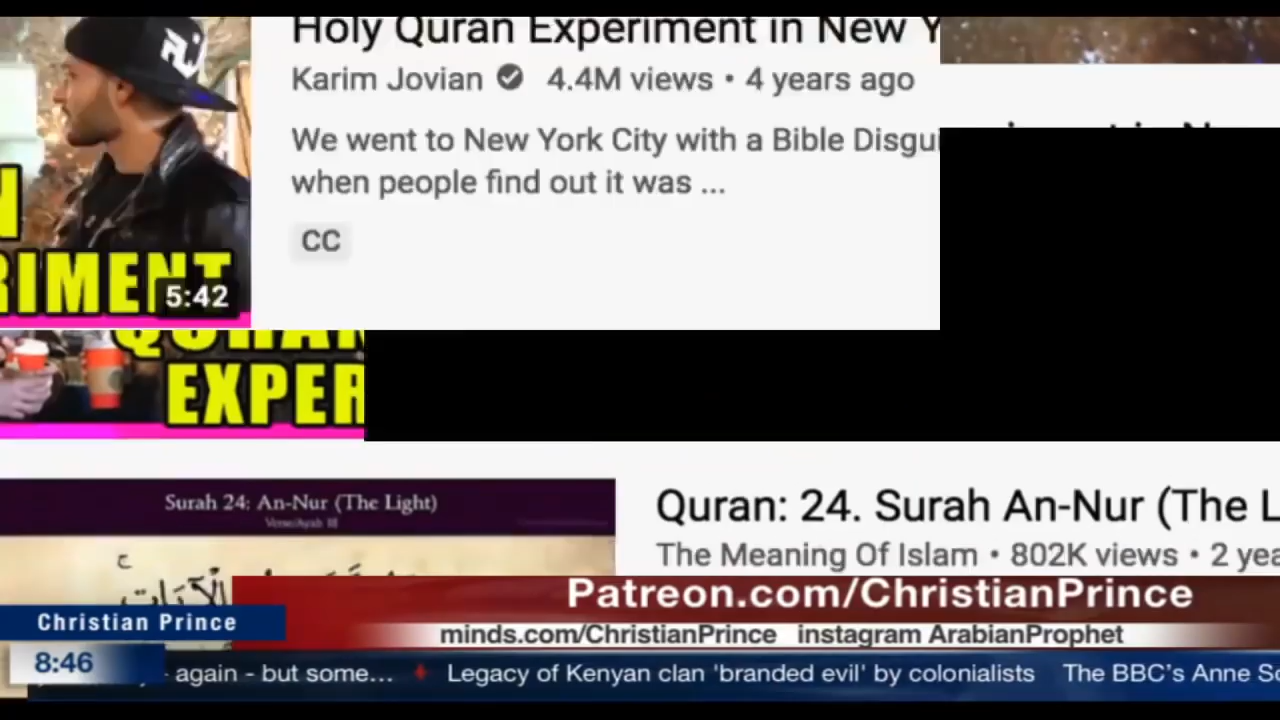 Holy Quran Experiment in New Y
Karim Jovian 4.4M views • 4 years ago
We went to New York City with a Bible Disgui
when people find out it was ...
CC
N
RIMENT
5:42
QURAN
EXPER
Surah 24: An-Nur (The Light)
Quran: 24. Surah An-Nur (The L
The Meaning Of Islam • 802K views • 2 yea
الآيات
Patreon.com/ChristianPrince
Christian Prince
minds.com/ChristianPrince instagram ArabianProphet
8:46
again - but some... Legacy of Kenyan clan 'branded evil' by colonialists The BBC's Anne So